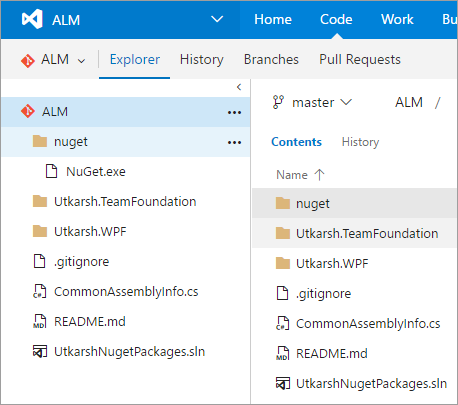 ALM Home Code Work
ALM Explorer History Branches Pull Requests
ALM
nuget
NuGet.exe
Utkarsh.TeamFoundation
Utkarsh.WPF
.gitignore
CommonAssemblyInfo.cs
README.md
UtkarshNugetPackages.sln
master ALM /
Contents History
Name
nuget
Utkarsh.TeamFoundation
Utkarsh.WPF
.gitignore
CommonAssemblyInfo.cs
README.md
UtkarshNugetPackages.sln